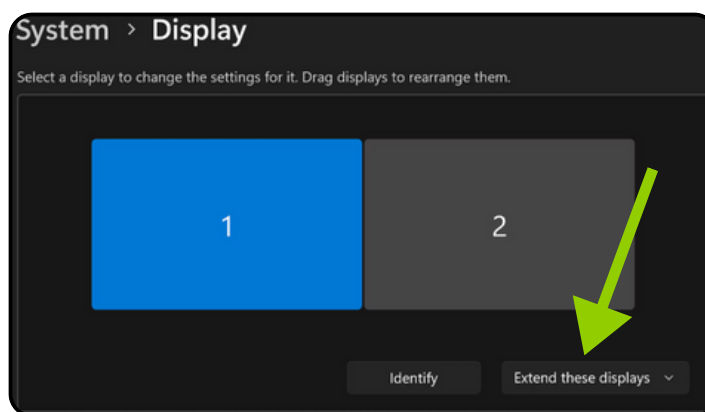 System > Display
Select a display to change the settings for it. Drag displays to rearrange them.
1 2
Identify Extend these displays